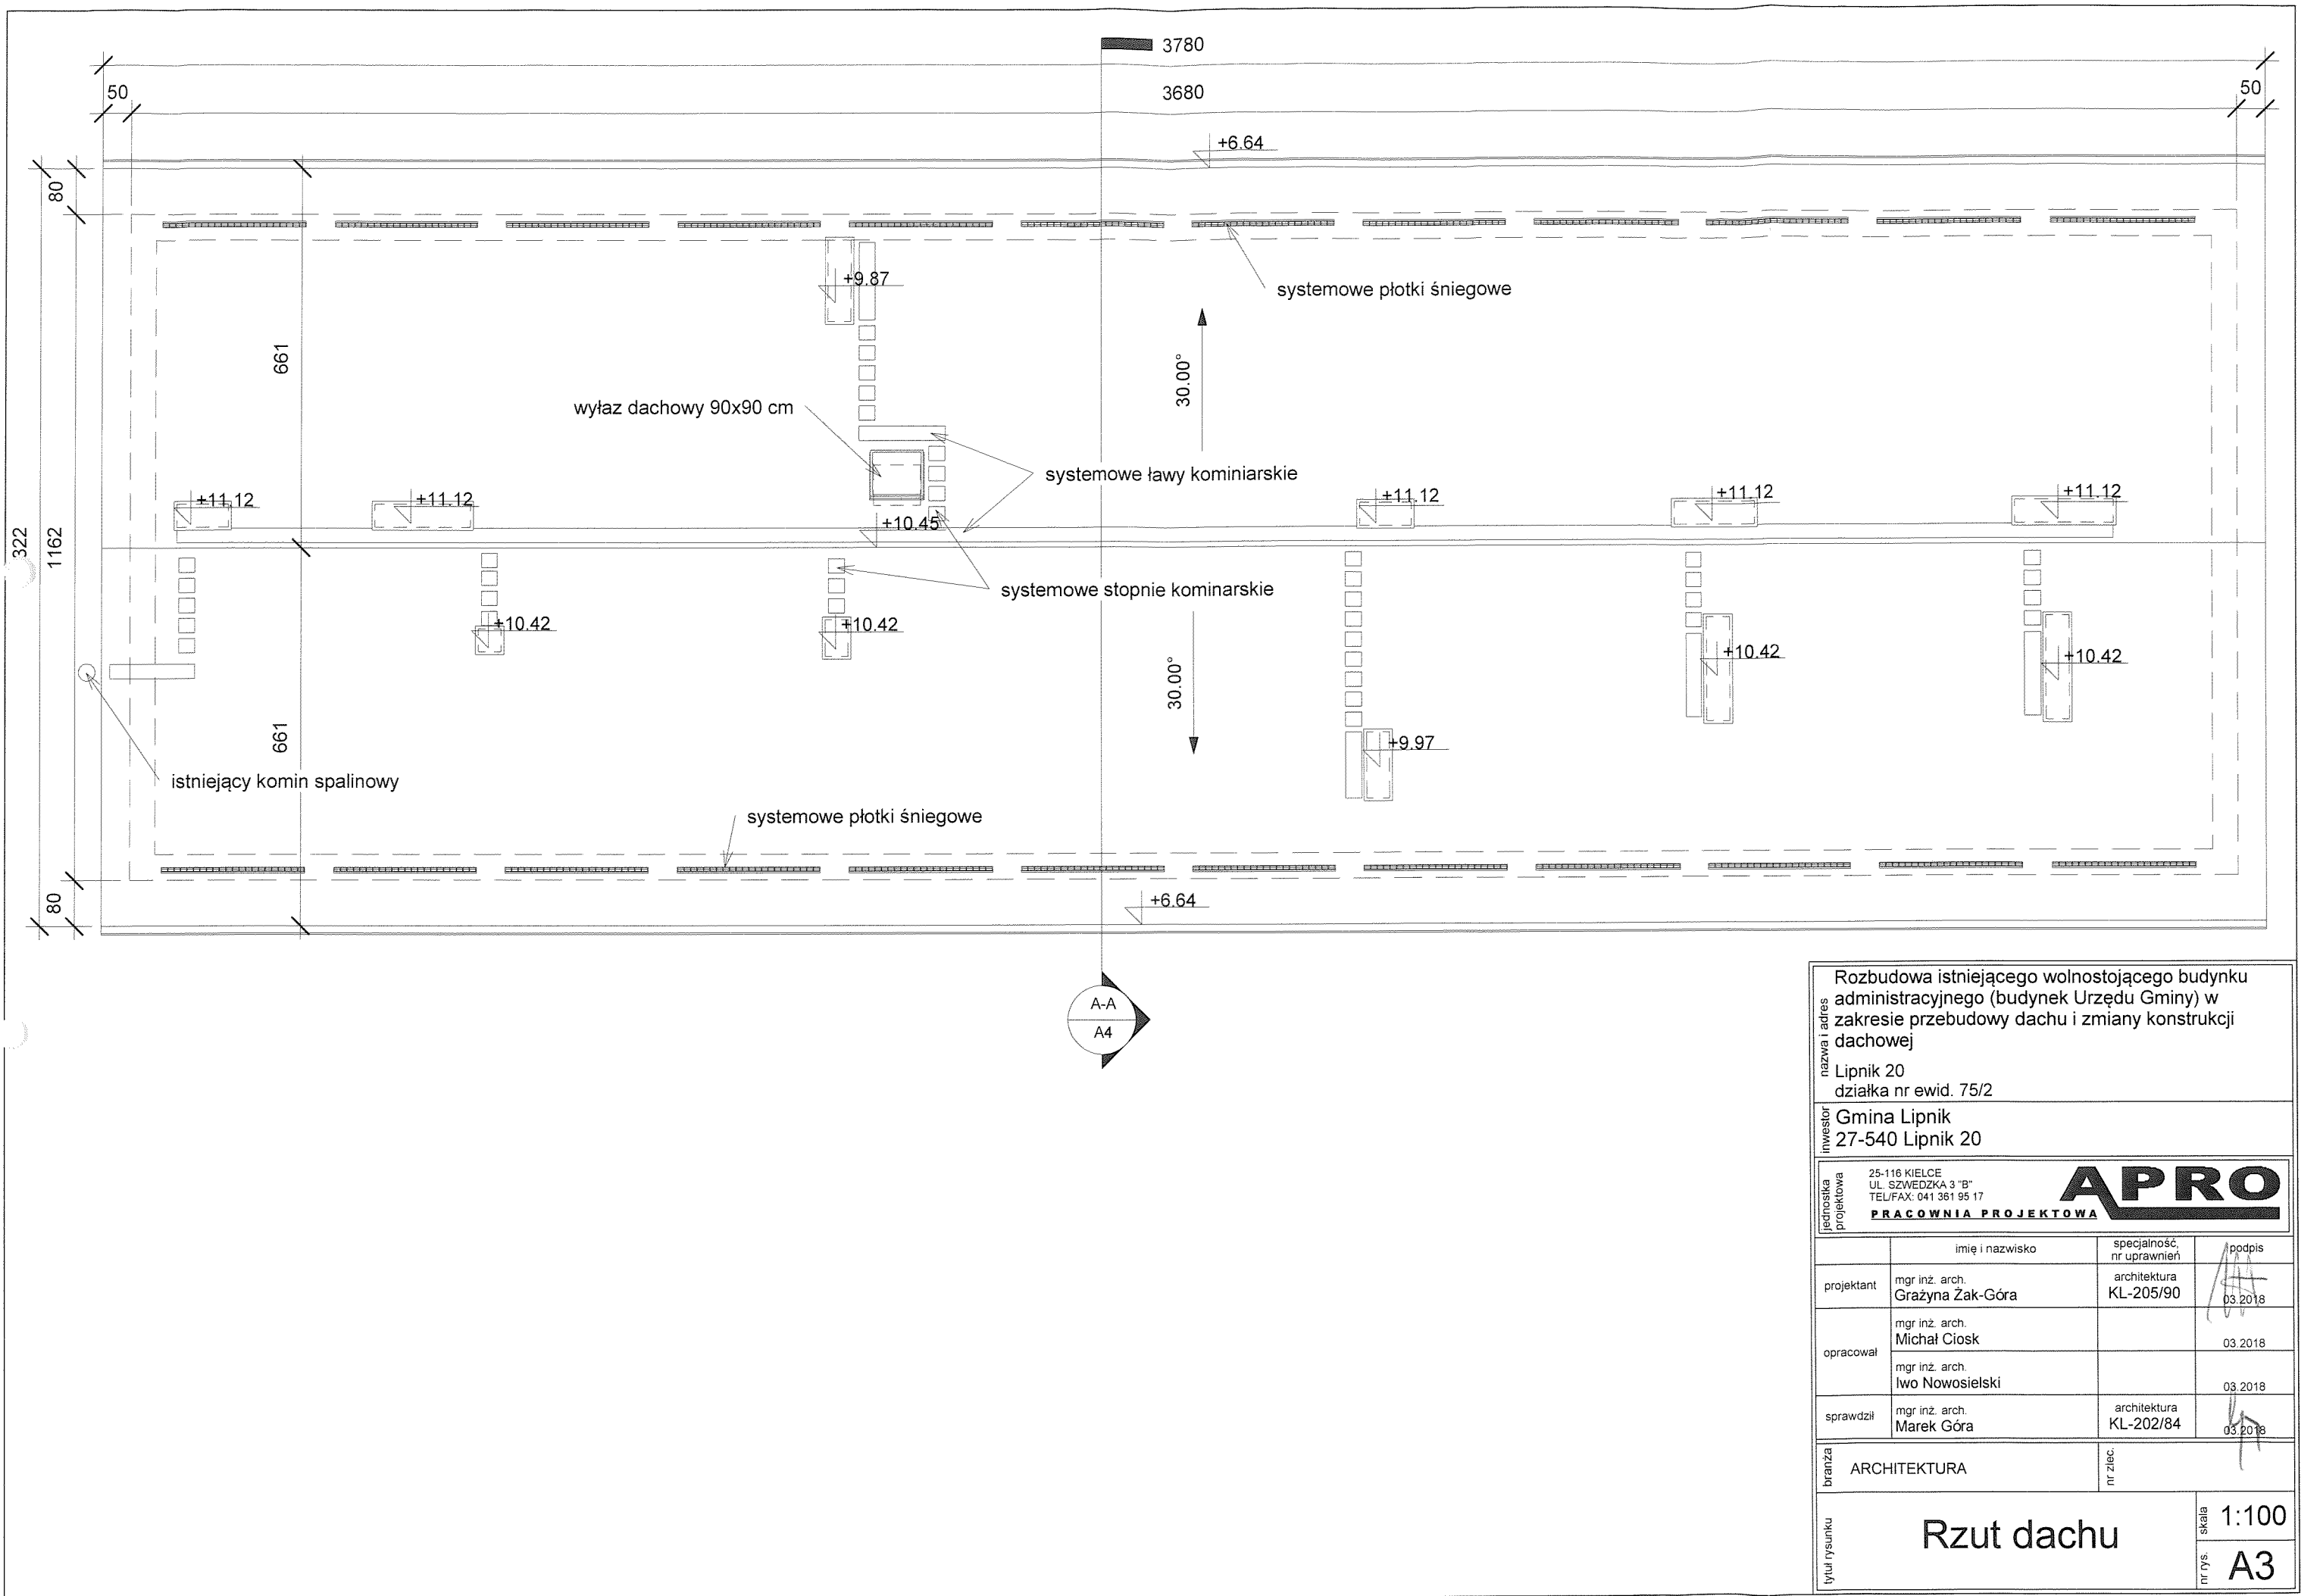 3780
50
3680
50
+6.64
80
systemowe płotki śniegowe
+9.87
661
30.00°
wyłaz dachowy 90x90 cm
systemowe ławy kominiarskie
+11.12
+11.12
+11.12
+11.12
+11.12
+10.45
322
1162
systemowe stopnie kominarskie
+10.42
+10.42
+10.42
+10.42
30.00°
661
+9.97
istniejący komin spalinowy
systemowe płotki śniegowe
80
+6.64
A-A
A4
nazwa i adres
Rozbudowa istniejącego wolnostojącego budynku
administracyjnego (budynek Urzędu Gminy) w
zakresie przebudowy dachu i zmiany konstrukcji
dachowej
Lipnik 20
działka nr ewid. 75/2
inwestor
Gmina Lipnik
27-540 Lipnik 20
jednostka
projektowa
25-116 KIELCE
UL. SZWEDZKA 3 "B"
TEL/FAX: 041 361 95 17
PRACOWNIA PROJEKTOWA
APRO
imię i nazwisko
specjalność,
nr uprawnień
podpis
projektant
mgr inż. arch.
Grażyna Żak-Góra
architektura
KL-205/90
03.2018
opracował
mgr inż. arch.
Michał Ciosk
03.2018
mgr inż. arch.
Iwo Nowosielski
03.2018
sprawdził
mgr inż. arch.
Marek Góra
architektura
KL-202/84
03.2018
branża
ARCHITEKTURA
nr zlec.
tytuł rysunku
Rzut dachu
skala
1:100
nr rys.
A3